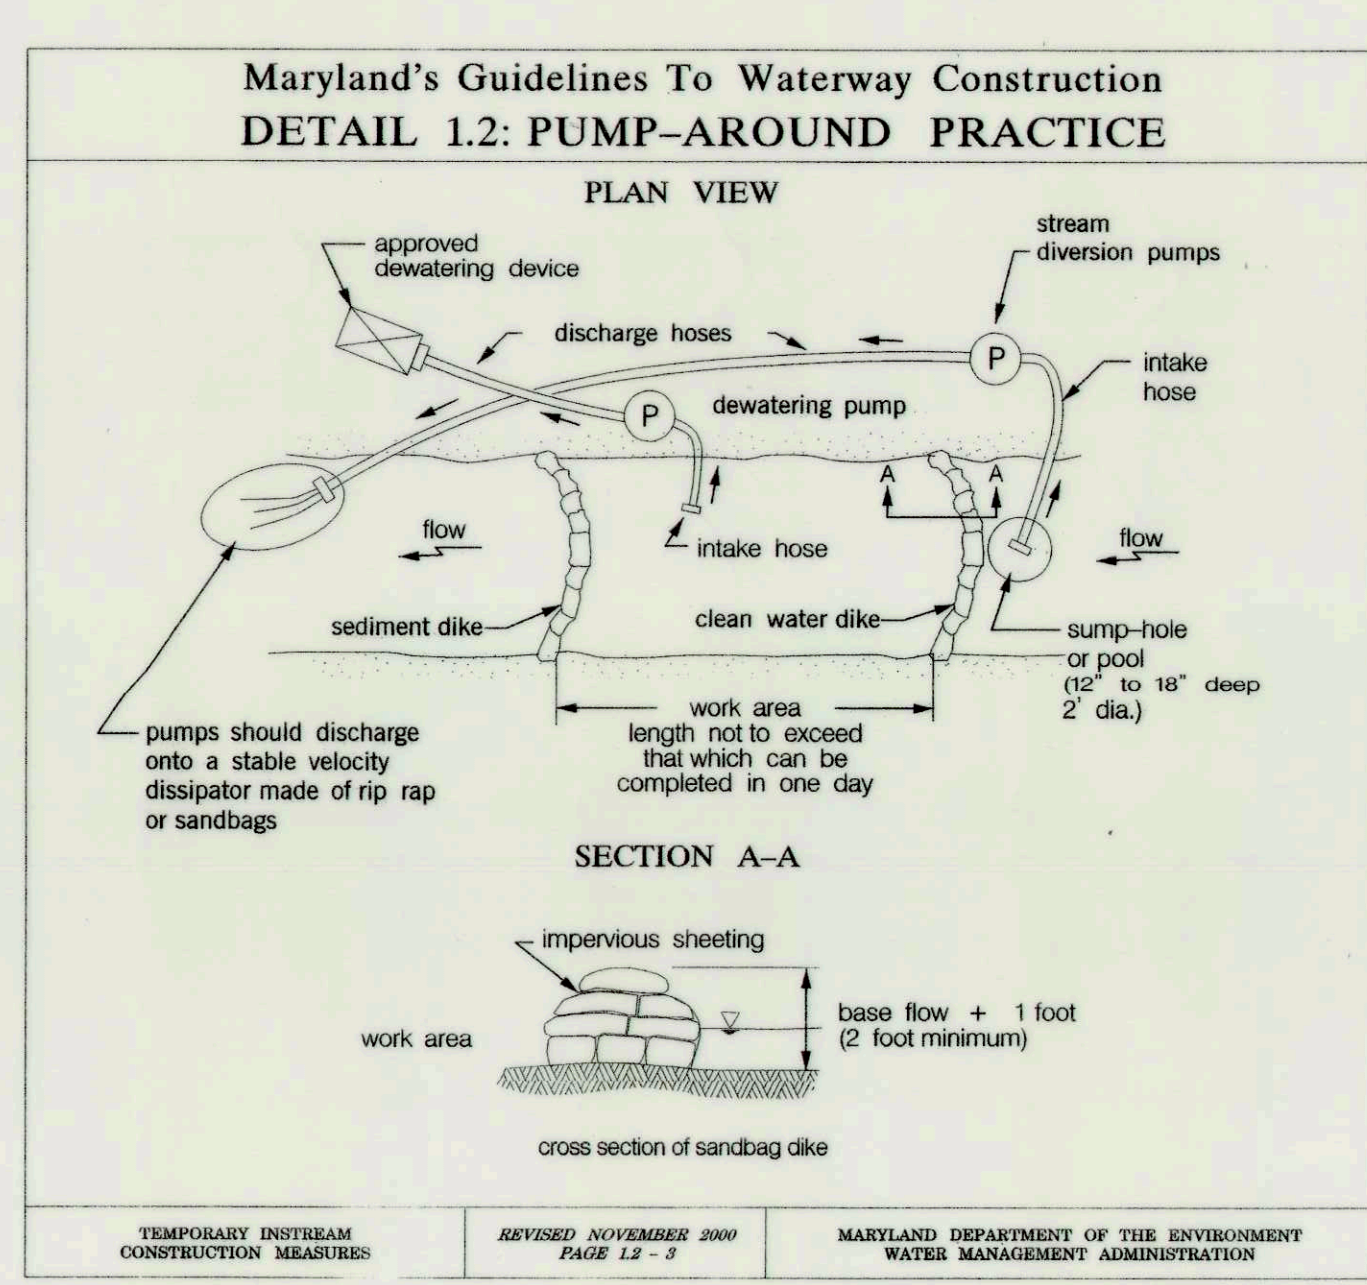 Maryland's Guidelines To Waterway Construction
DETAIL 1.2: PUMP-AROUND PRACTICE
PLAN VIEW
approved
dewatering device
stream
diversion pumps
discharge hoses
P
intake
hose
P
dewatering pump
A
A
flow
intake hose
flow
sediment dike
clean water dike
sump-hole
or pool
(12" to 18" deep
2' dia.)
work area
length not to exceed
that which can be
completed in one day
pumps should discharge
onto a stable velocity
dissipator made of rip rap
or sandbags
SECTION A-A
impervious sheeting
work area
base flow + 1 foot
(2 foot minimum)
cross section of sandbag dike
TEMPORARY INSTREAM
CONSTRUCTION MEASURES
REVISED NOVEMBER 2000
PAGE 1.2 - 3
MARYLAND DEPARTMENT OF THE ENVIRONMENT
WATER MANAGEMENT ADMINISTRATION